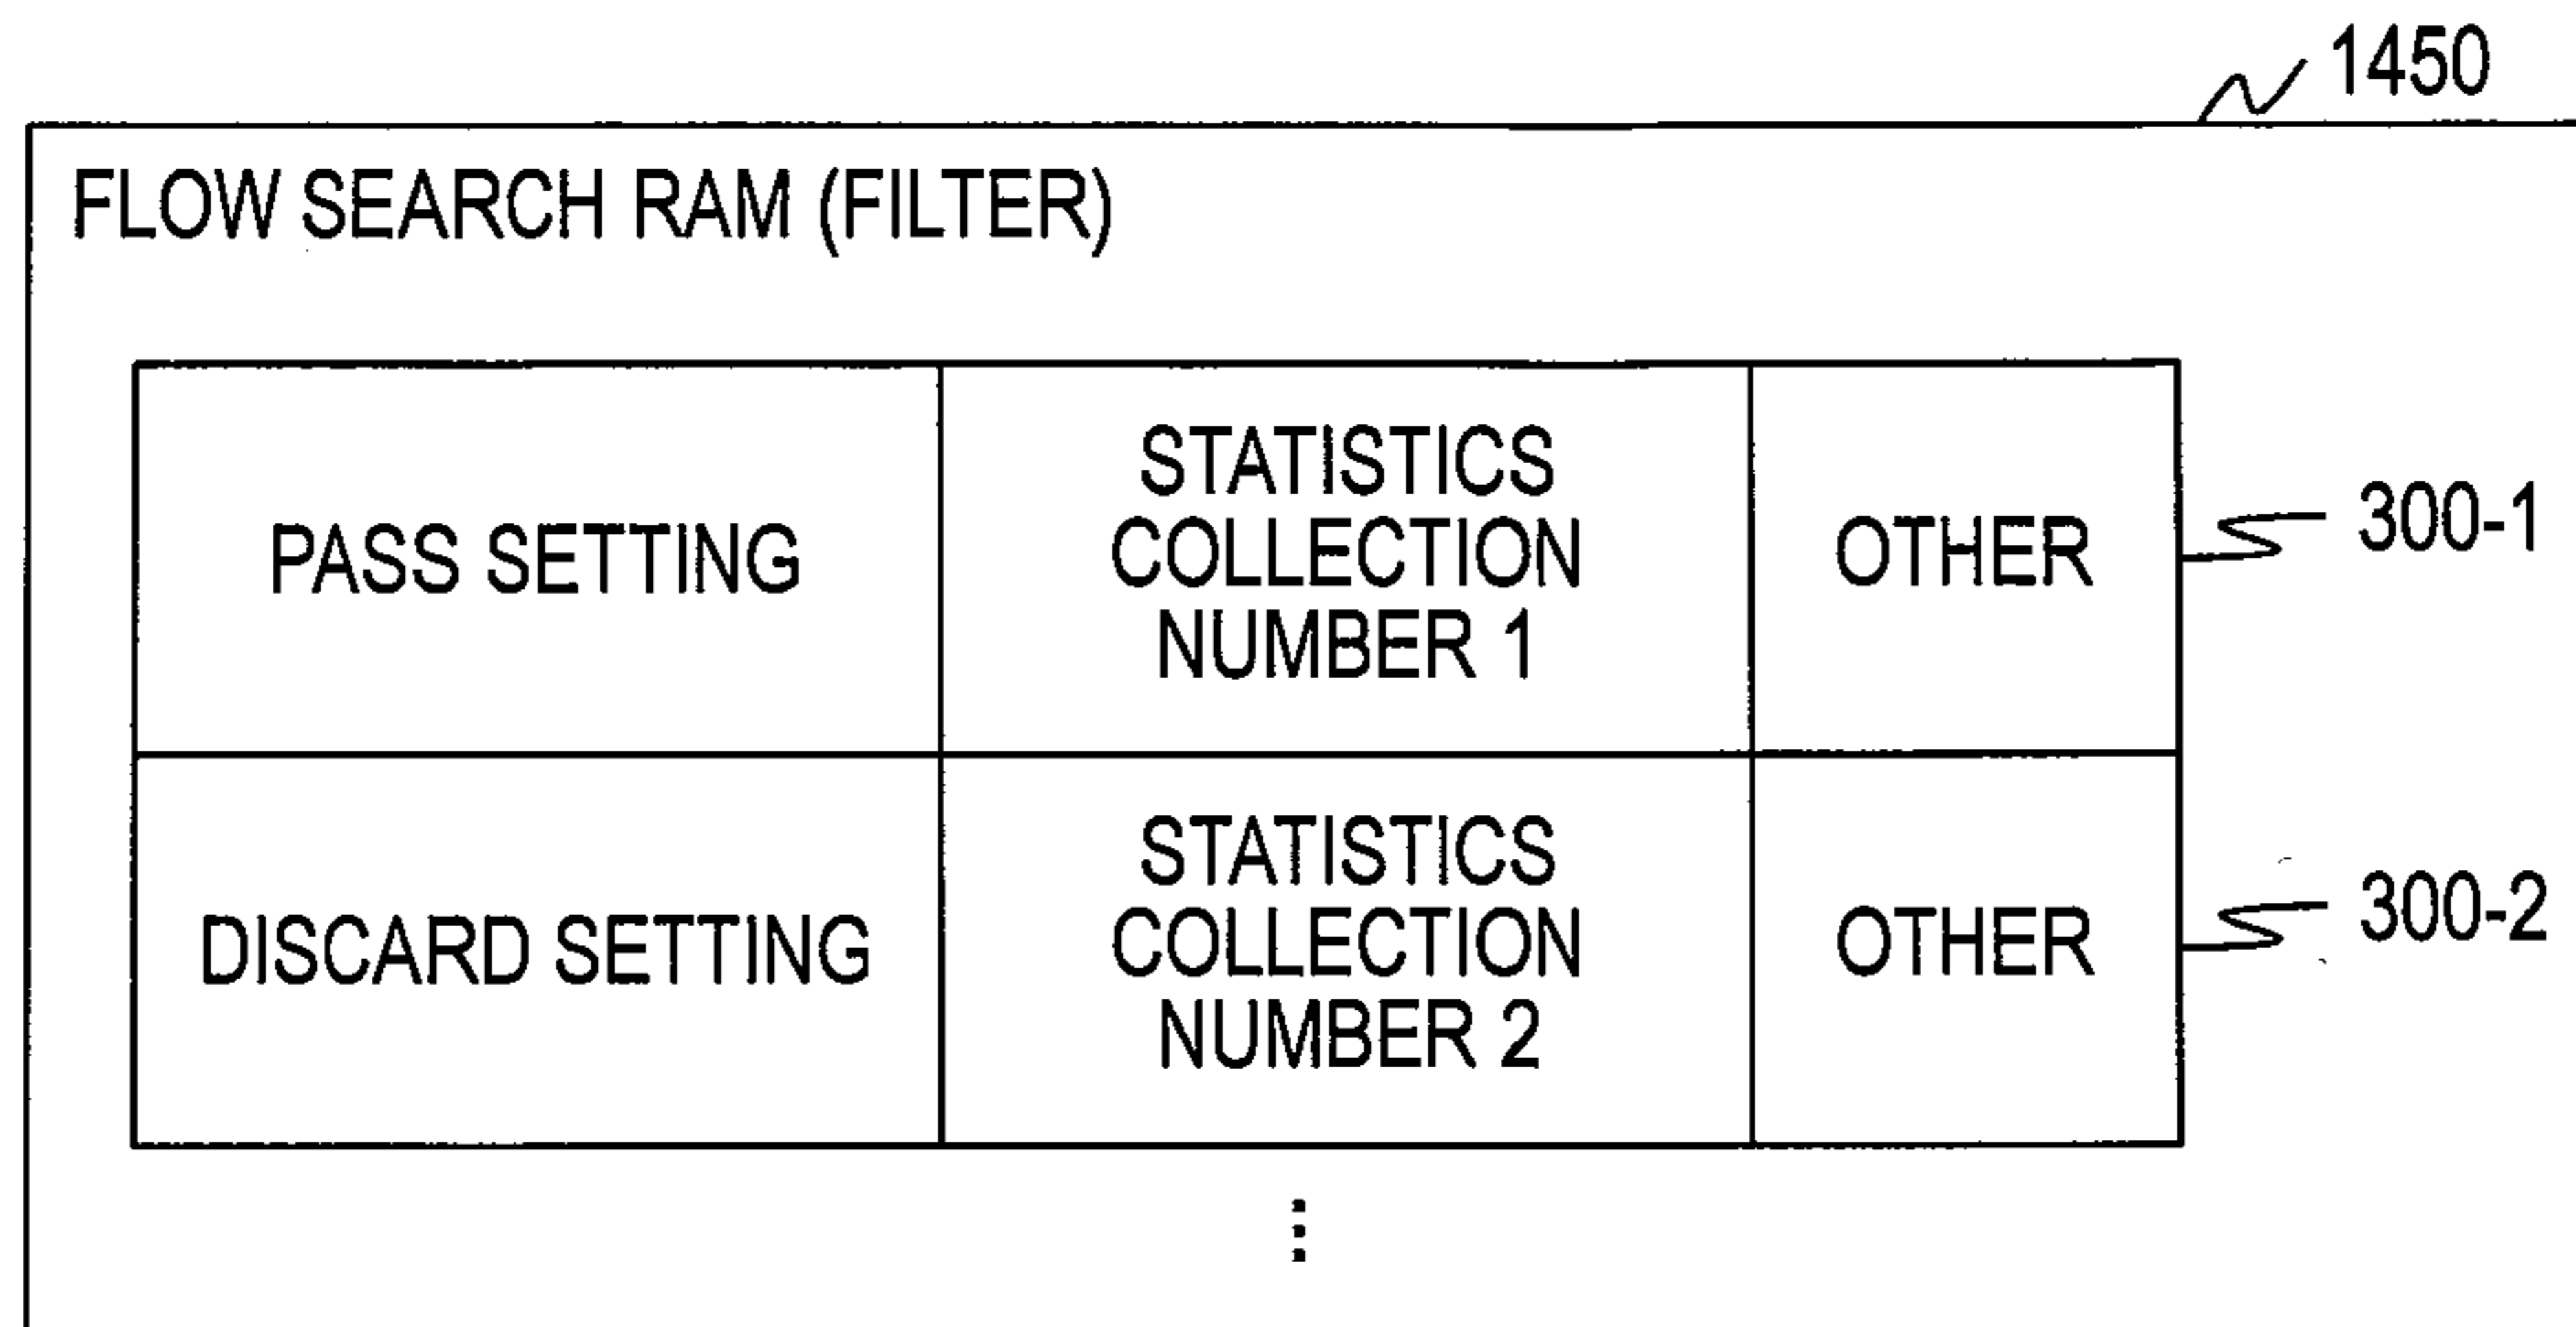 1450
FLOW SEARCH RAM (FILTER)
PASS SETTING
STATISTICS
COLLECTION
NUMBER 1
OTHER
300-1
DISCARD SETTING
STATISTICS
COLLECTION
NUMBER 2
OTHER
300-2